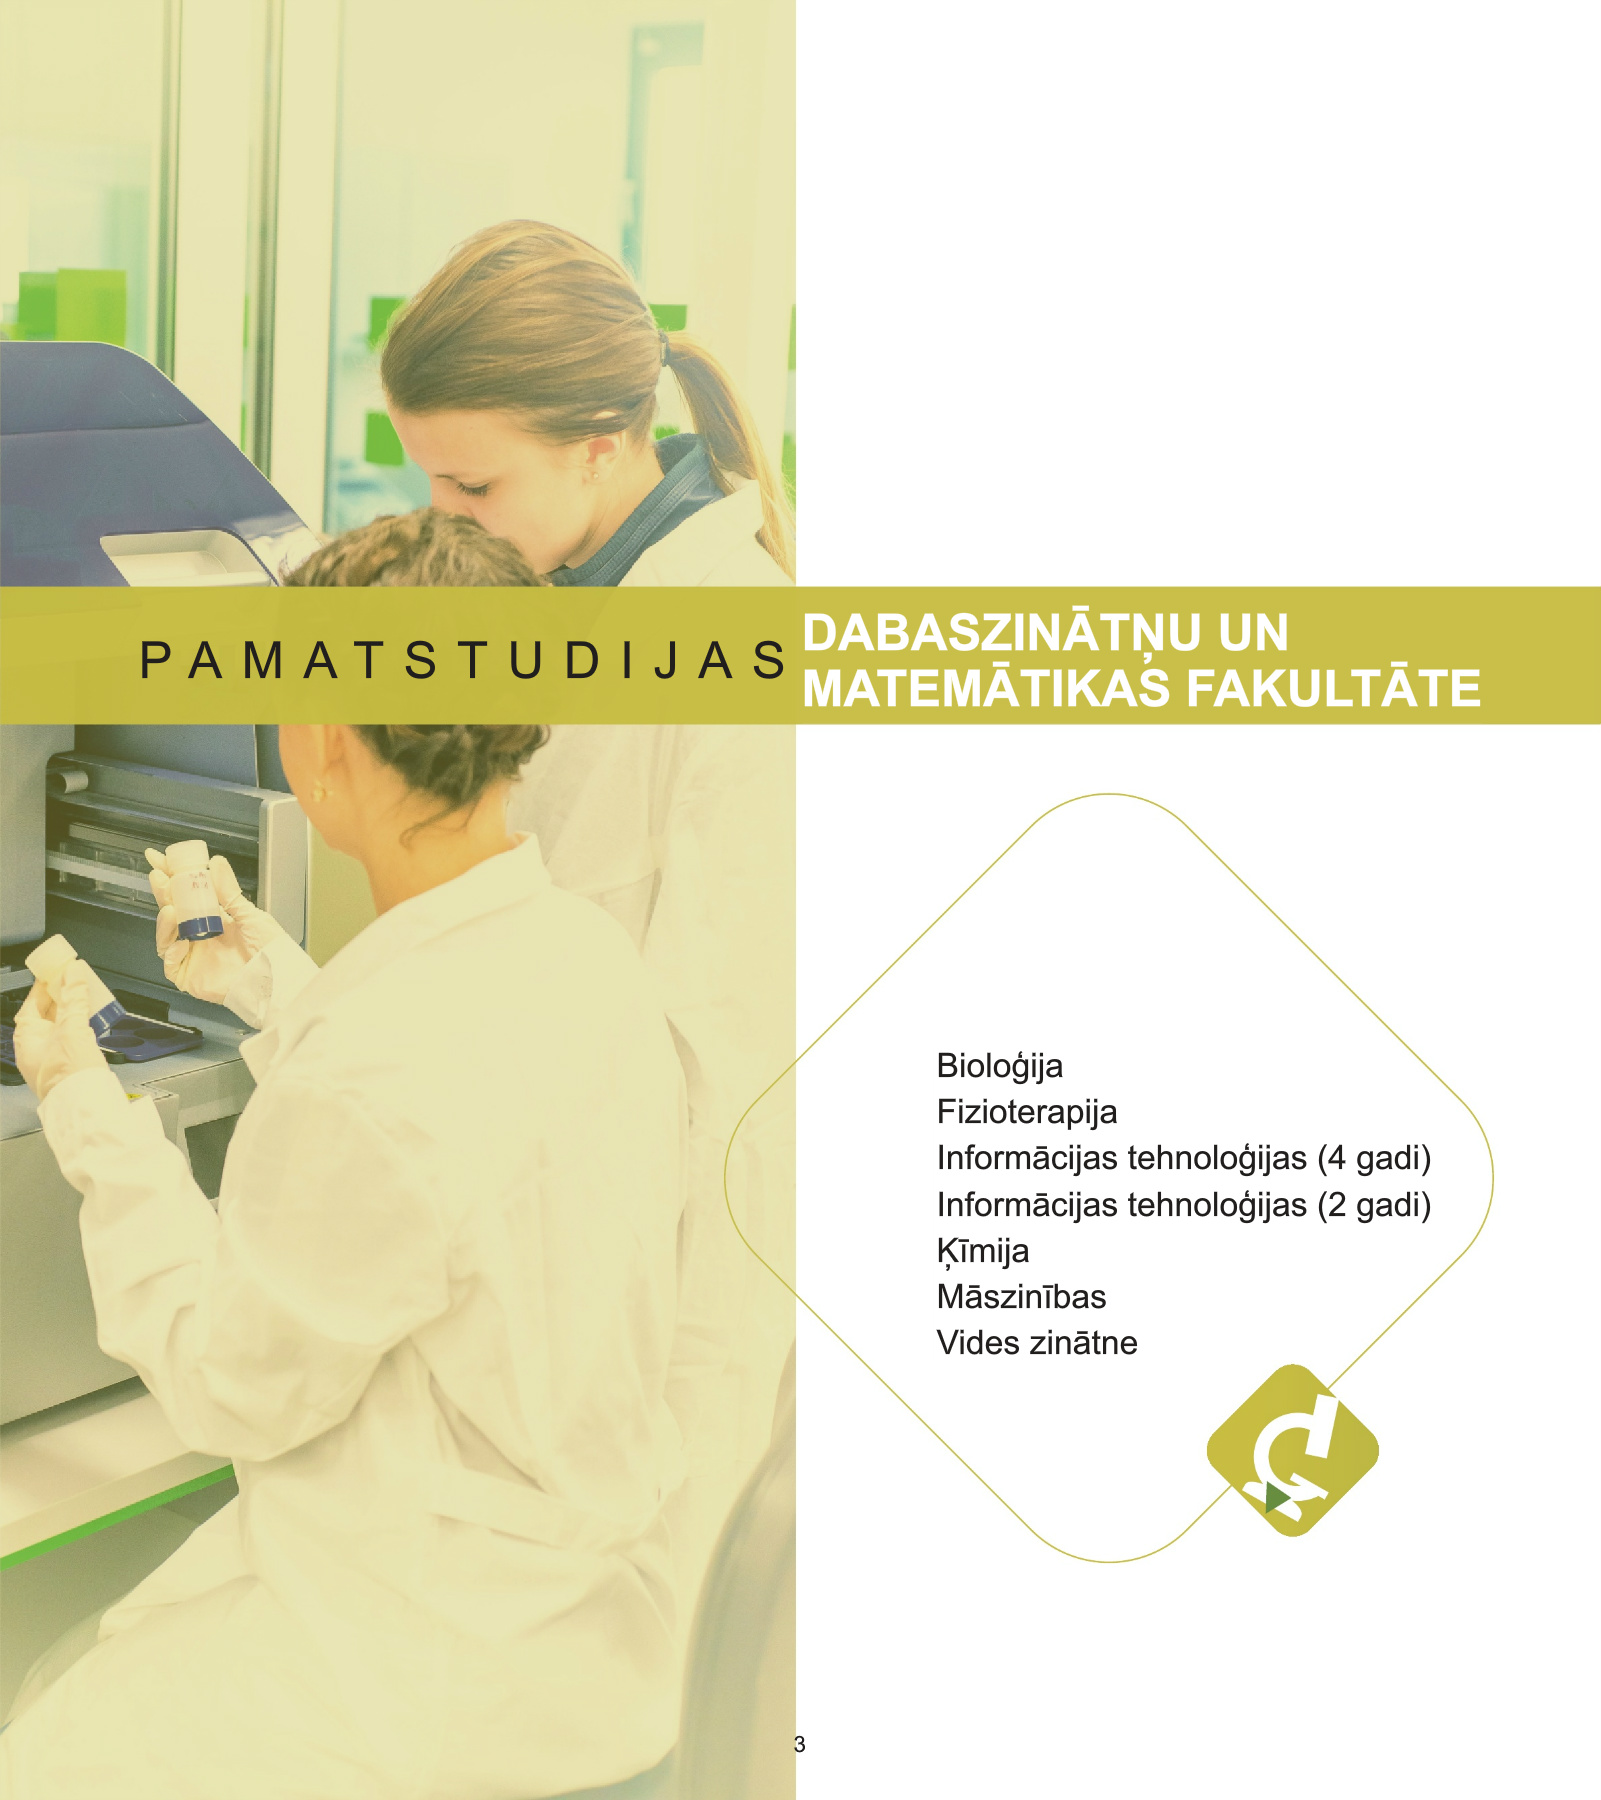 PAMATSTUDIJAS
DABASZINĀTŅU UN
MATEMĀTIKAS FAKULTĀTE
Bioloģija
Fizioterapija
Informācijas tehnoloģijas (4 gadi)
Informācijas tehnoloģijas (2 gadi)
Ķīmija
Māszinības
Vides zinātne
3